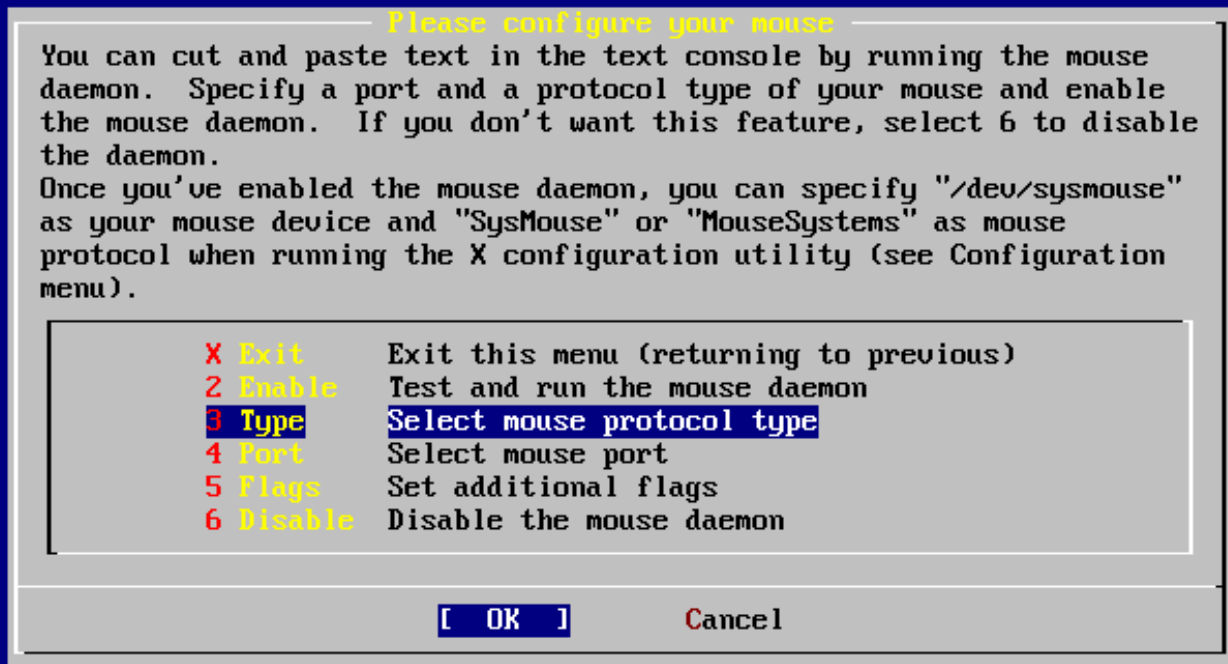 Please configure your mouse
You can cut and paste text in the text console by running the mouse
daemon.  Specify a port and a protocol type of your mouse and enable
the mouse daemon.  If you don't want this feature, select 6 to disable
the daemon.
Once you've enabled the mouse daemon, you can specify "/dev/sysmouse"
as your mouse device and "SysMouse" or "MouseSystems" as mouse
protocol when running the X configuration utility (see Configuration
menu).
X Exit Exit this menu (returning to previous)
2 Enable Test and run the mouse daemon
3 Type Select mouse protocol type
4 Port Select mouse port
5 Flags Set additional flags
6 Disable Disable the mouse daemon
[ OK ] Cancel